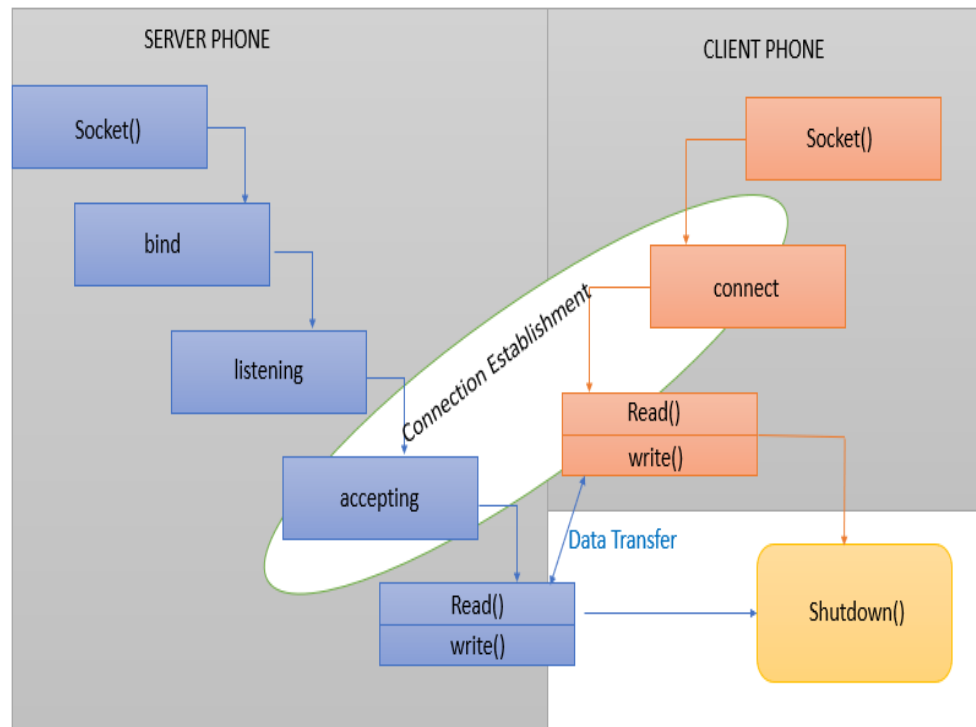 SERVER PHONE
CLIENT PHONE
Socket()
Socket()
bind
connect
listening
Connection Establishment
Read()
write()
accepting
Data Transfer
Read()
write()
Shutdown()